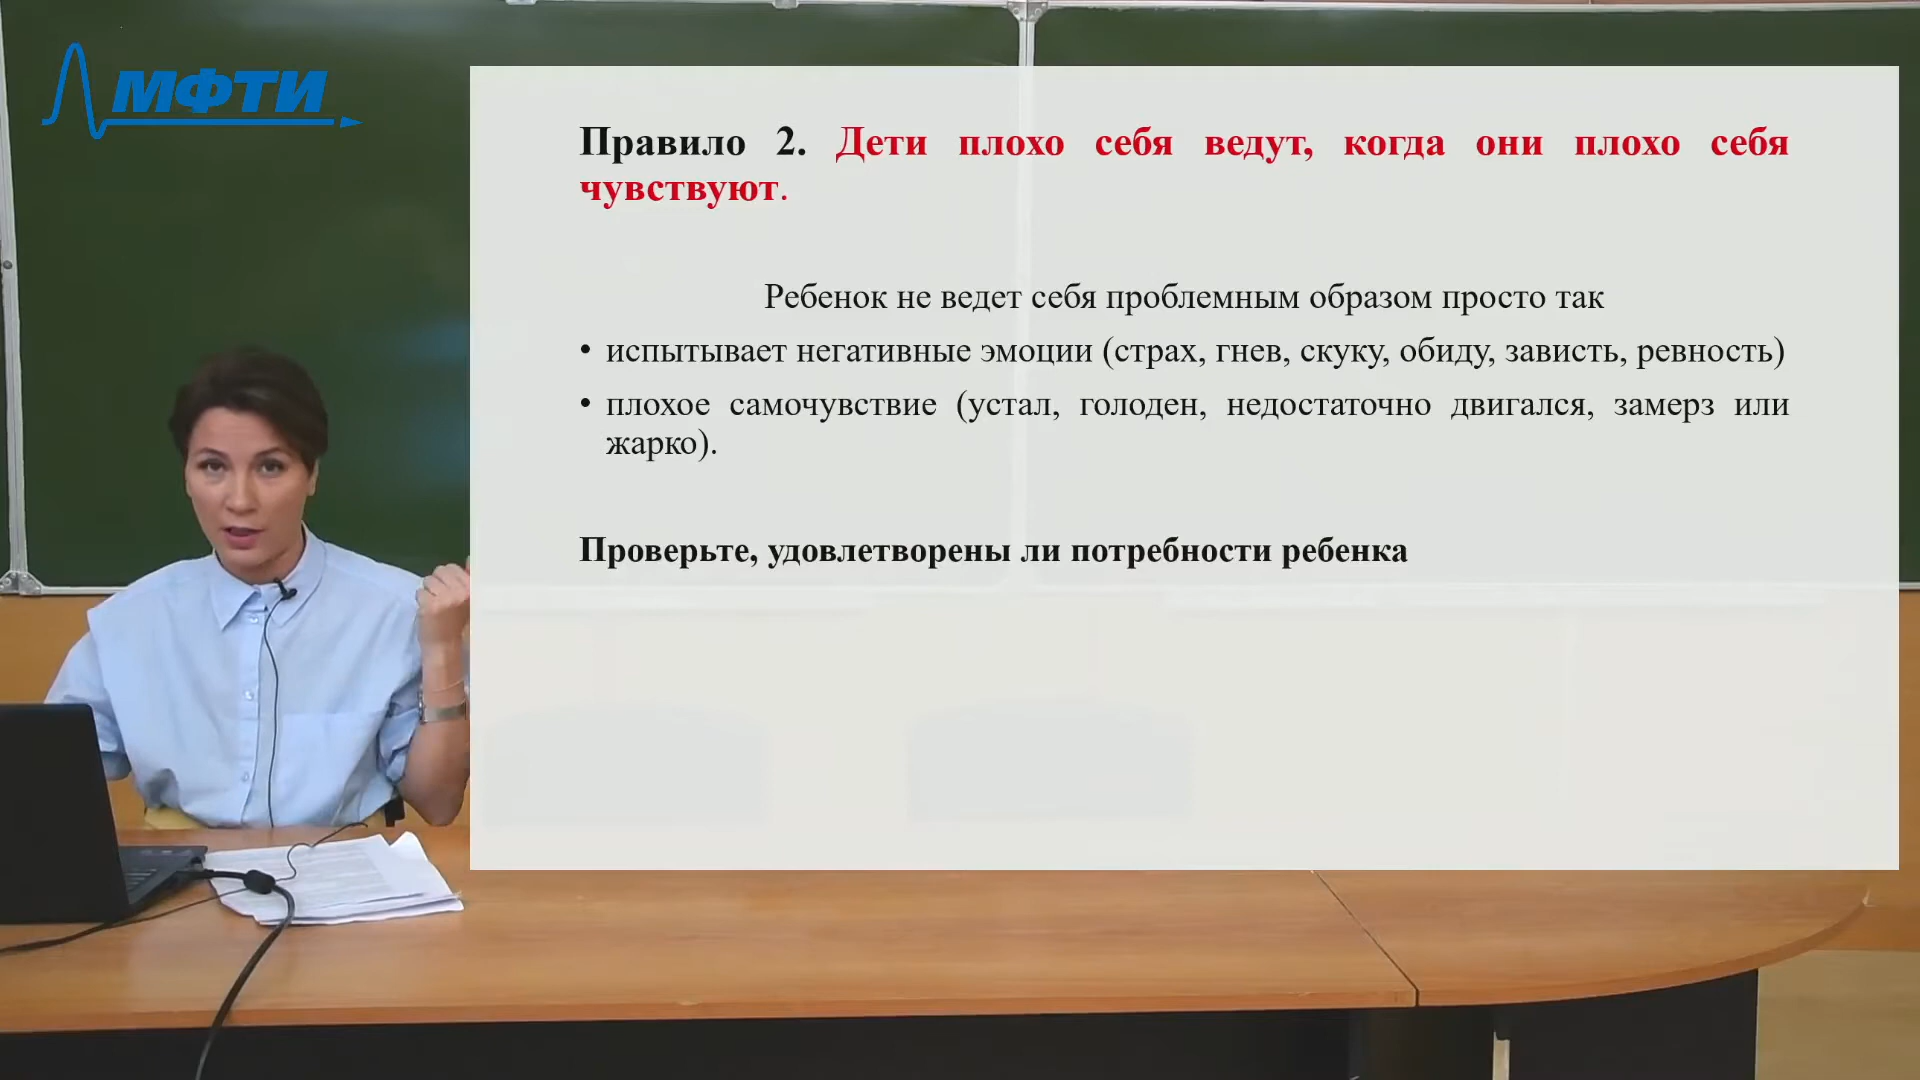 МФТИ
Правило 2. Дети плохо себя ведут, когда они плохо себя
чувствуют.
Ребенок не ведет себя проблемным образом просто так
• испытывает негативные эмоции (страх, гнев, скуку, обиду, зависть, ревность)
• плохое самочувствие (устал, голоден, недостаточно двигался, замерз или
жарко).
Проверьте, удовлетворены ли потребности ребенка